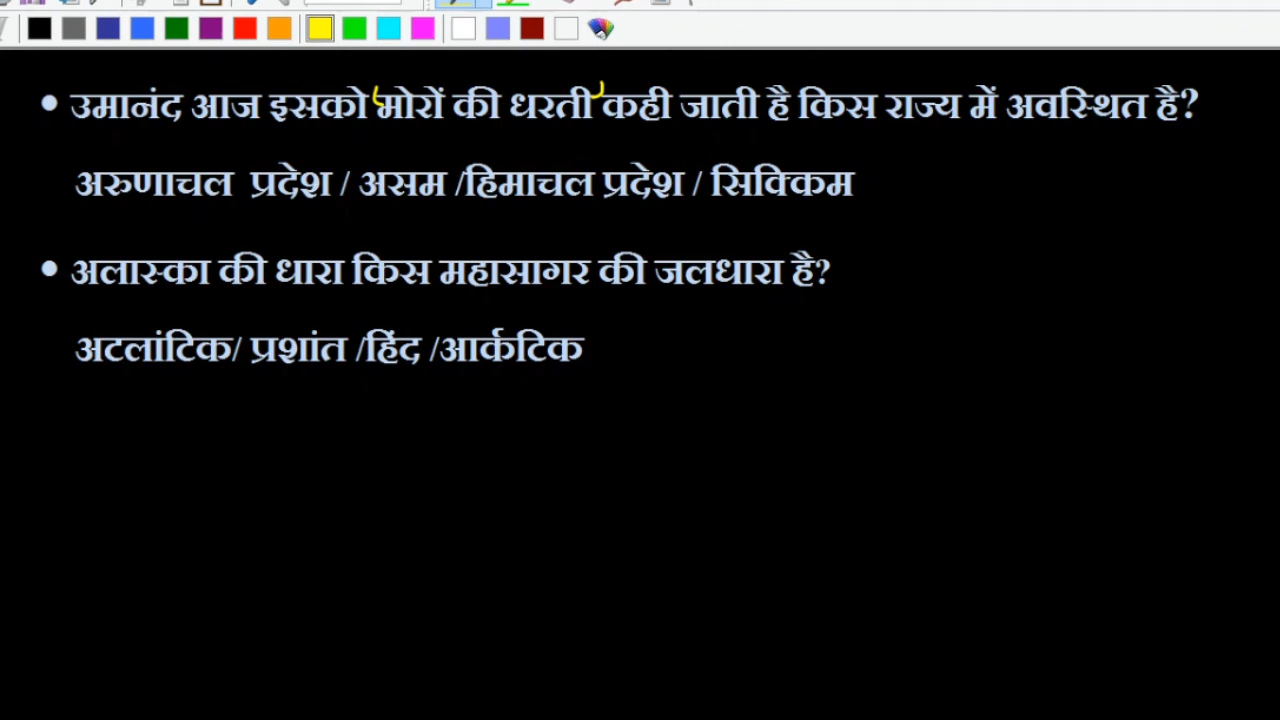 • उमानंद आज इसको 'मोरों की धरती' कही जाती है किस राज्य में अवस्थित है?
अरुणाचल प्रदेश / असम /हिमाचल प्रदेश / सिक्किम
• अलास्का की धारा किस महासागर की जलधारा है?
अटलांटिक/ प्रशांत /हिंद /आर्कटिक